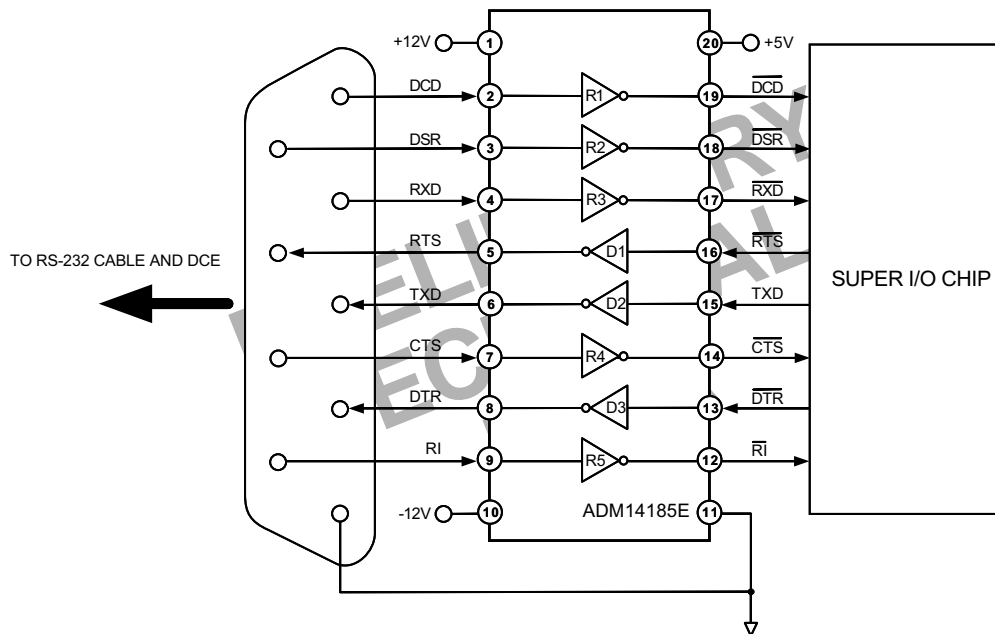 +12V 1 20 +5V
DCD 2 R1 19 DCD
DSR 3 R2 18 DSR
RXD 4 R3 17 RXD
RTS 5 D1 16 RTS
TO RS-232 CABLE AND DCE
SUPER I/O CHIP
TXD 6 D2 15 TXD
CTS 7 R4 14 CTS
DTR 8 D3 13 DTR
RI 9 R5 12 RI
-12V 10 ADM14185E 11